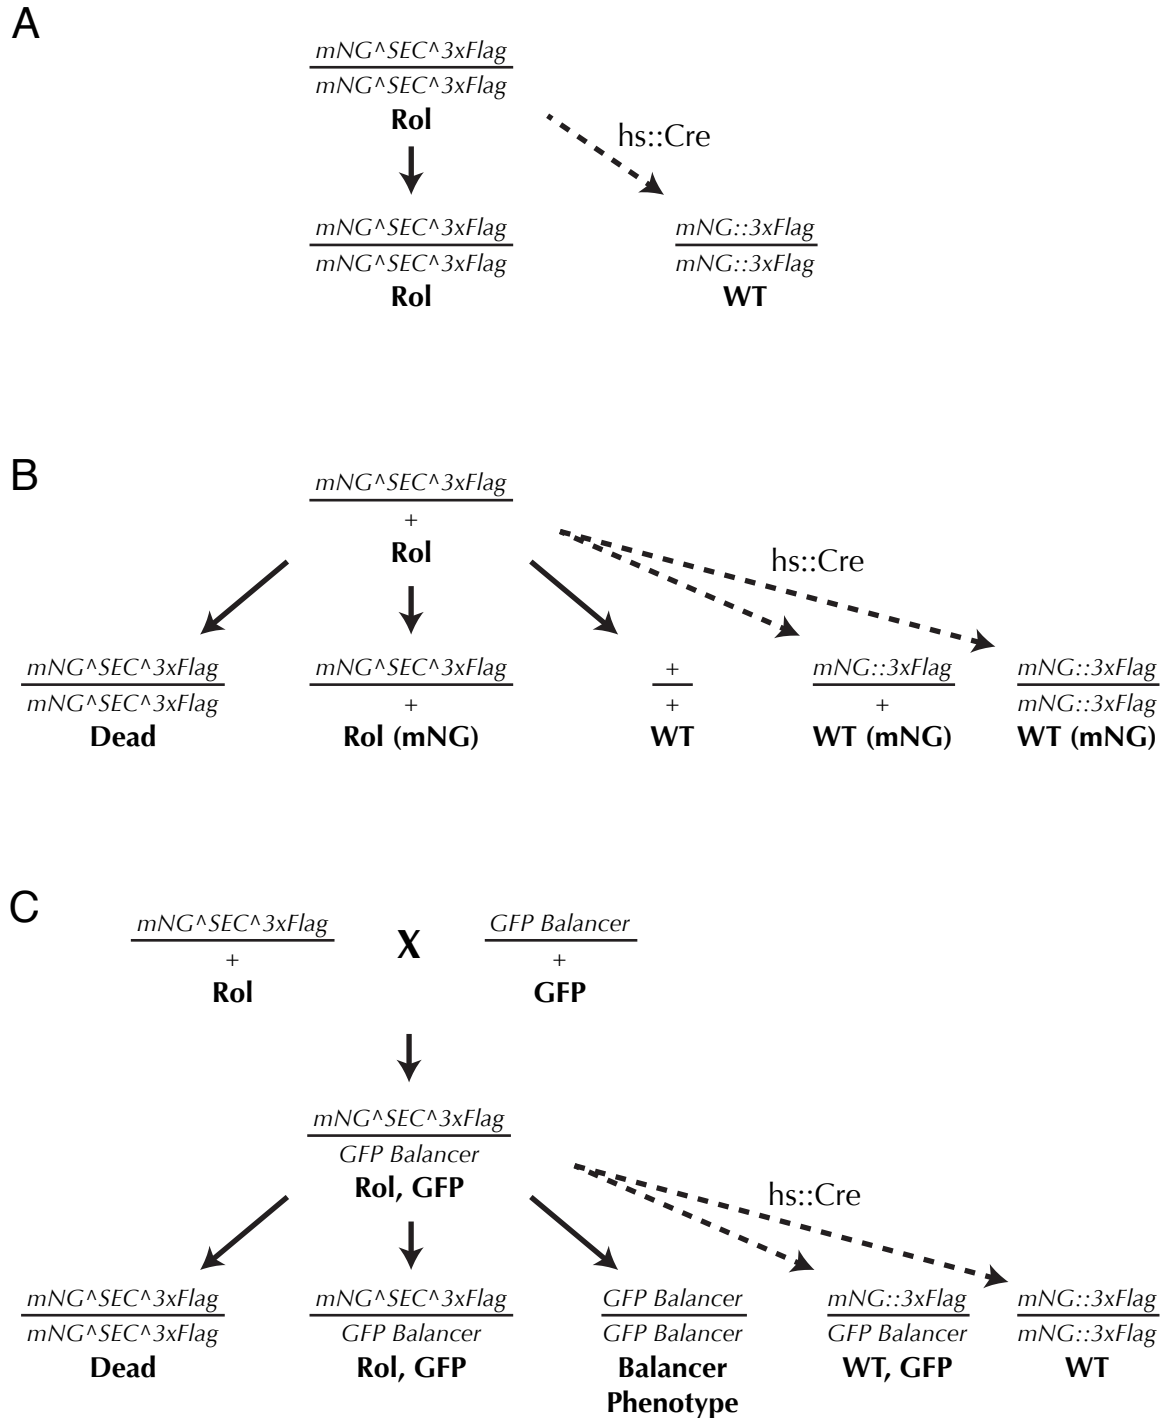 A
mNG^SEC^3xFlag
mNG^SEC^3xFlag
Rol
hs::Cre
mNG^SEC^3xFlag
mNG^SEC^3xFlag
Rol
mNG::3xFlag
mNG::3xFlag
WT
B
mNG^SEC^3xFlag
+
Rol
hs::Cre
mNG^SEC^3xFlag
mNG^SEC^3xFlag
Dead
mNG^SEC^3xFlag
+
Rol (mNG)
+
+
WT
mNG::3xFlag
+
WT (mNG)
mNG::3xFlag
mNG::3xFlag
WT (mNG)
C
mNG^SEC^3xFlag
+
Rol
X
GFP Balancer
+
GFP
mNG^SEC^3xFlag
GFP Balancer
Rol, GFP
hs::Cre
mNG^SEC^3xFlag
mNG^SEC^3xFlag
Dead
mNG^SEC^3xFlag
GFP Balancer
Rol, GFP
GFP Balancer
GFP Balancer
Balancer
Phenotype
mNG::3xFlag
GFP Balancer
WT, GFP
mNG::3xFlag
mNG::3xFlag
WT